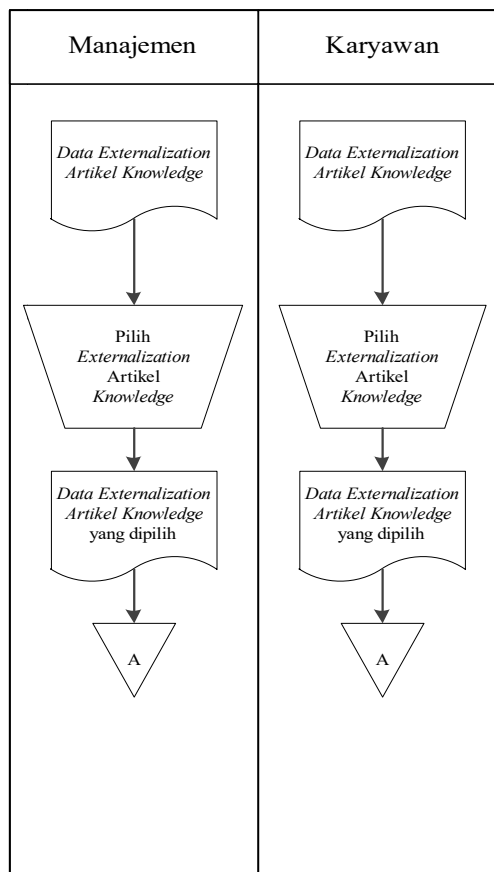 Manajemen
Karyawan
Data Externalization
Artikel Knowledge
Data Externalization
Artikel Knowledge
Pilih
Externalization
Artikel
Knowledge
Pilih
Externalization
Artikel
Knowledge
Data Externalization
Artikel Knowledge
yang dipilih
Data Externalization
Artikel Knowledge
yang dipilih
A
A